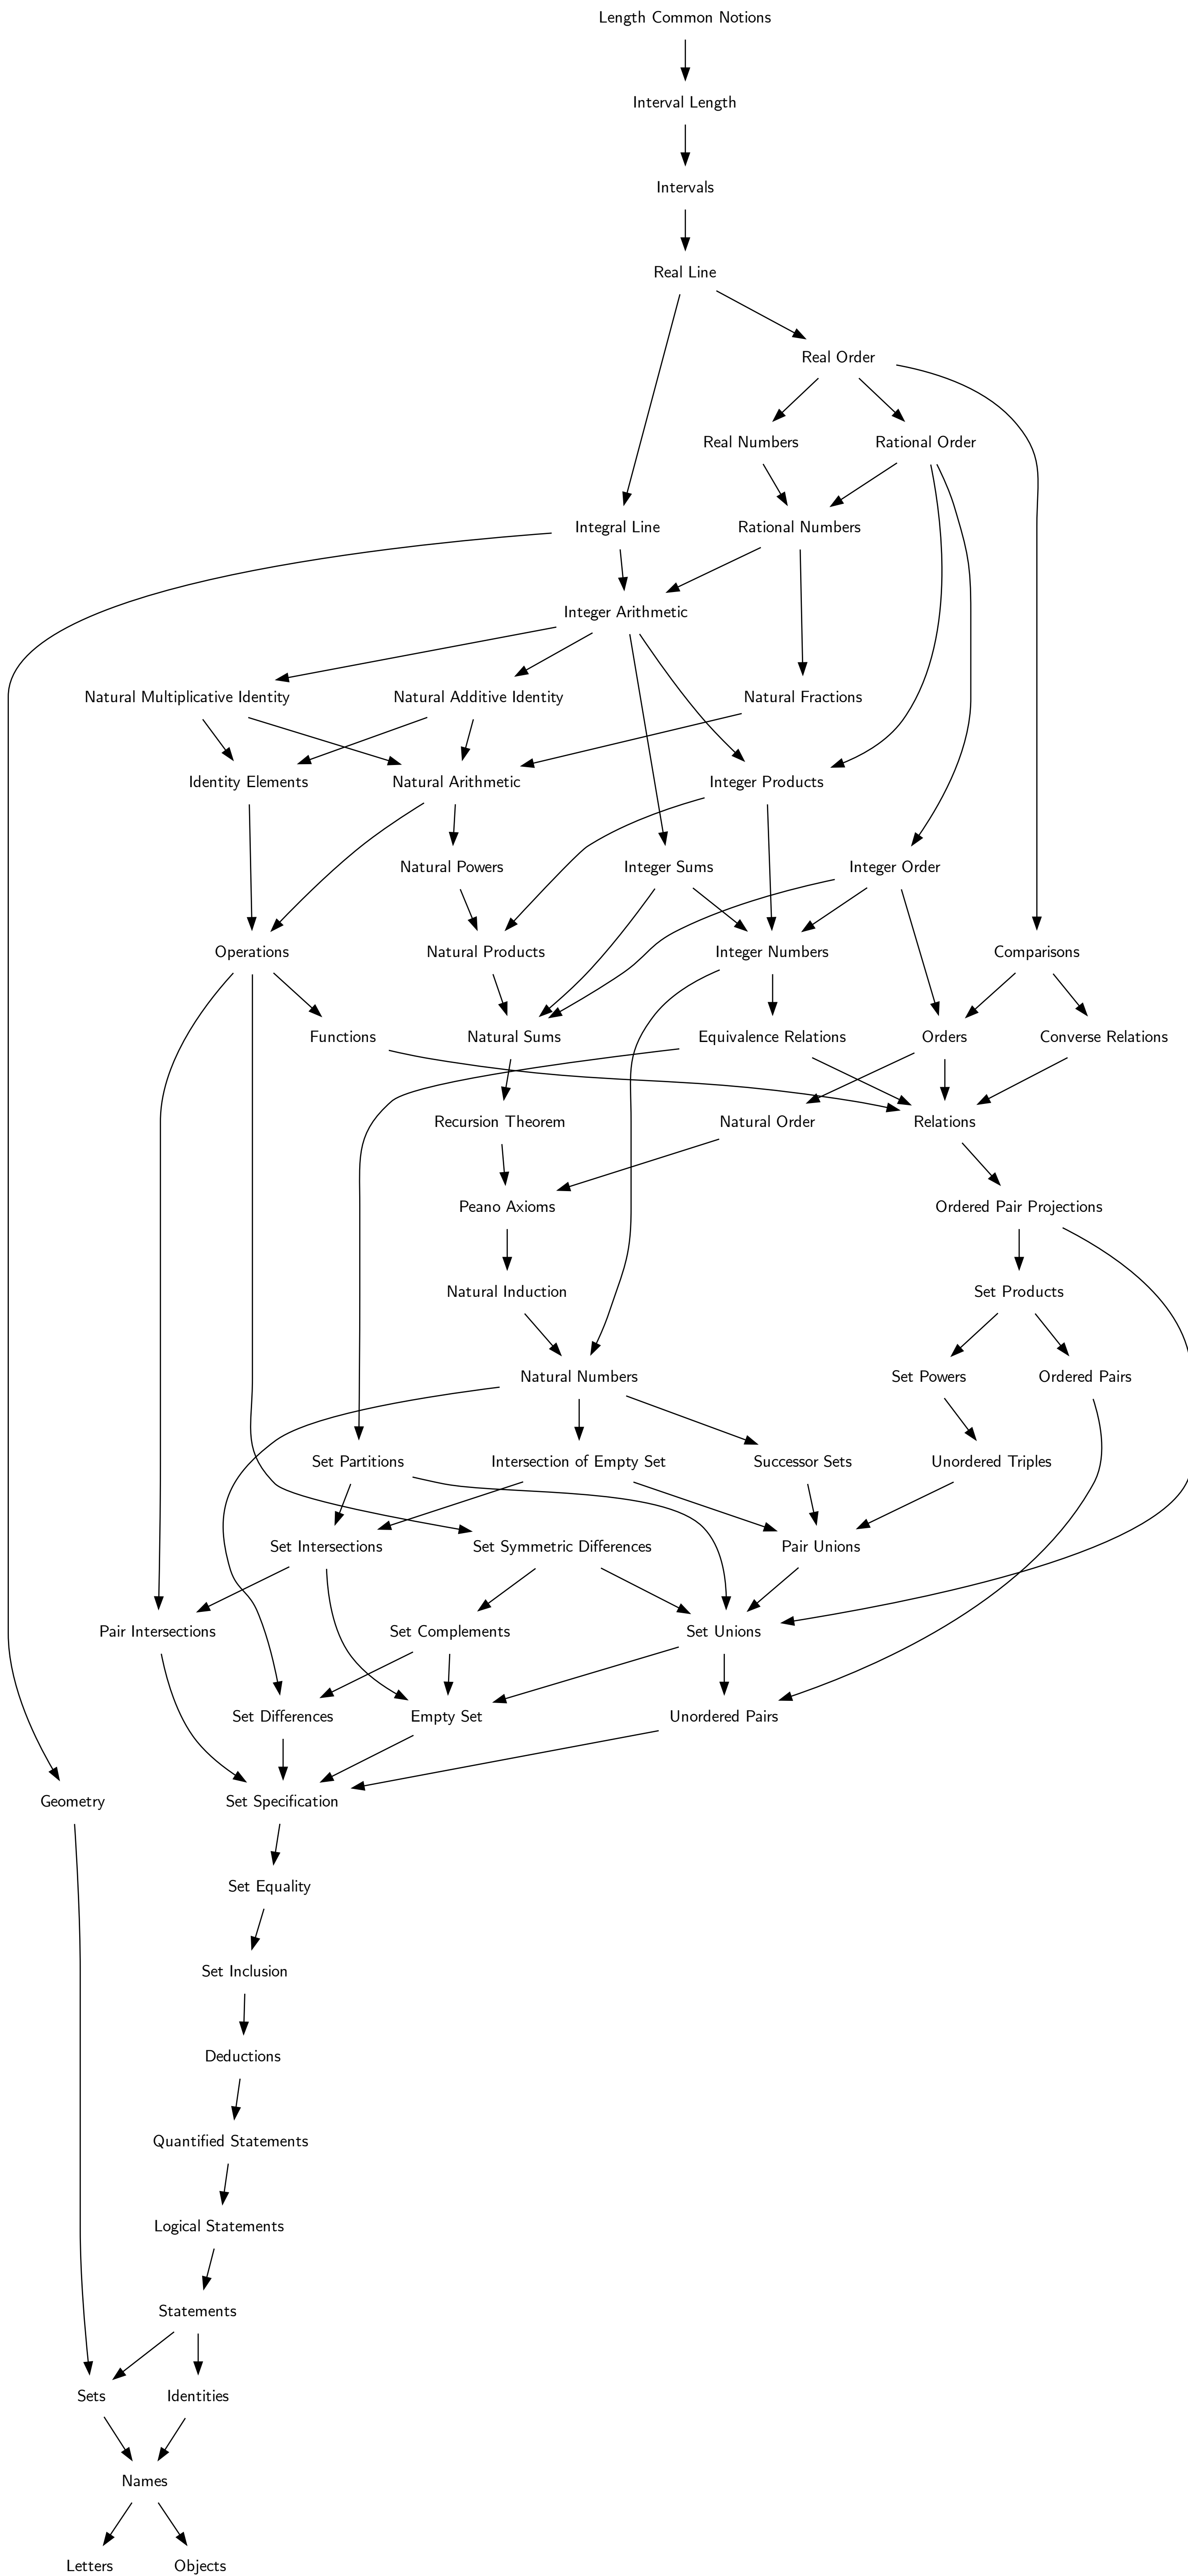 Length Common Notions
Interval Length
Intervals
Real Line
Real Order
Real Numbers
Rational Order
Integral Line
Rational Numbers
Integer Arithmetic
Natural Multiplicative Identity
Natural Additive Identity
Natural Fractions
Identity Elements
Natural Arithmetic
Integer Products
Natural Powers
Integer Sums
Integer Order
Operations
Natural Products
Integer Numbers
Comparisons
Functions
Natural Sums
Equivalence Relations
Orders
Converse Relations
Recursion Theorem
Natural Order
Relations
Peano Axioms
Ordered Pair Projections
Natural Induction
Set Products
Natural Numbers
Set Powers
Ordered Pairs
Set Partitions
Intersection of Empty Set
Successor Sets
Unordered Triples
Set Intersections
Set Symmetric Differences
Pair Unions
Pair Intersections
Set Complements
Set Unions
Set Differences
Empty Set
Unordered Pairs
Geometry
Set Specification
Set Equality
Set Inclusion
Deductions
Quantified Statements
Logical Statements
Statements
Sets
Identities
Names
Letters
Objects